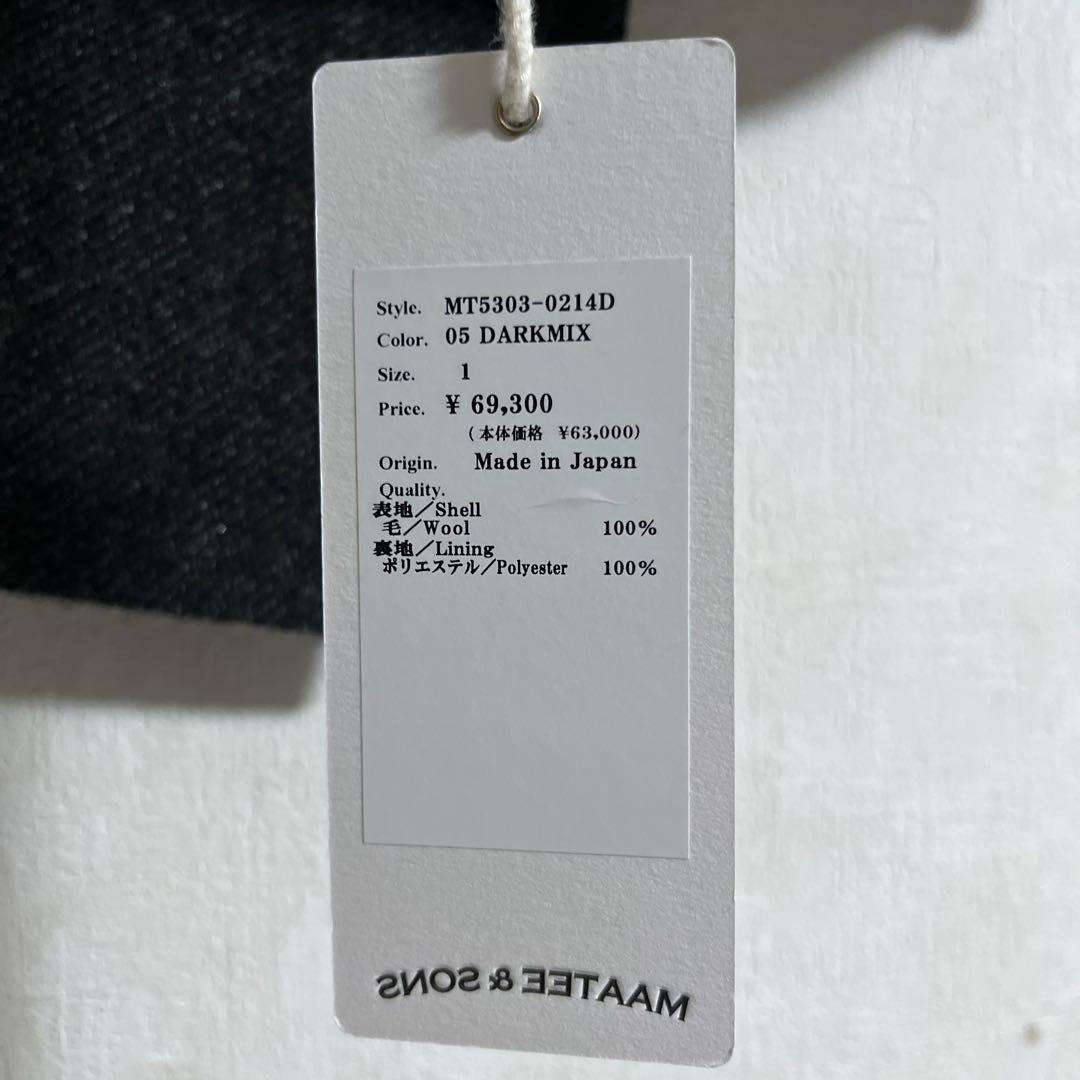 Style. MT5303-0214D
Color. 05 DARKMIX
Size. 1
Price. ¥ 69,300
(本体価格 ¥63,000)
Origin. Made in Japan
Quality.
表地／Shell
毛／Wool 100%
裏地／Lining
ポリエステル／Polyester 100%
MAATEE & SONS